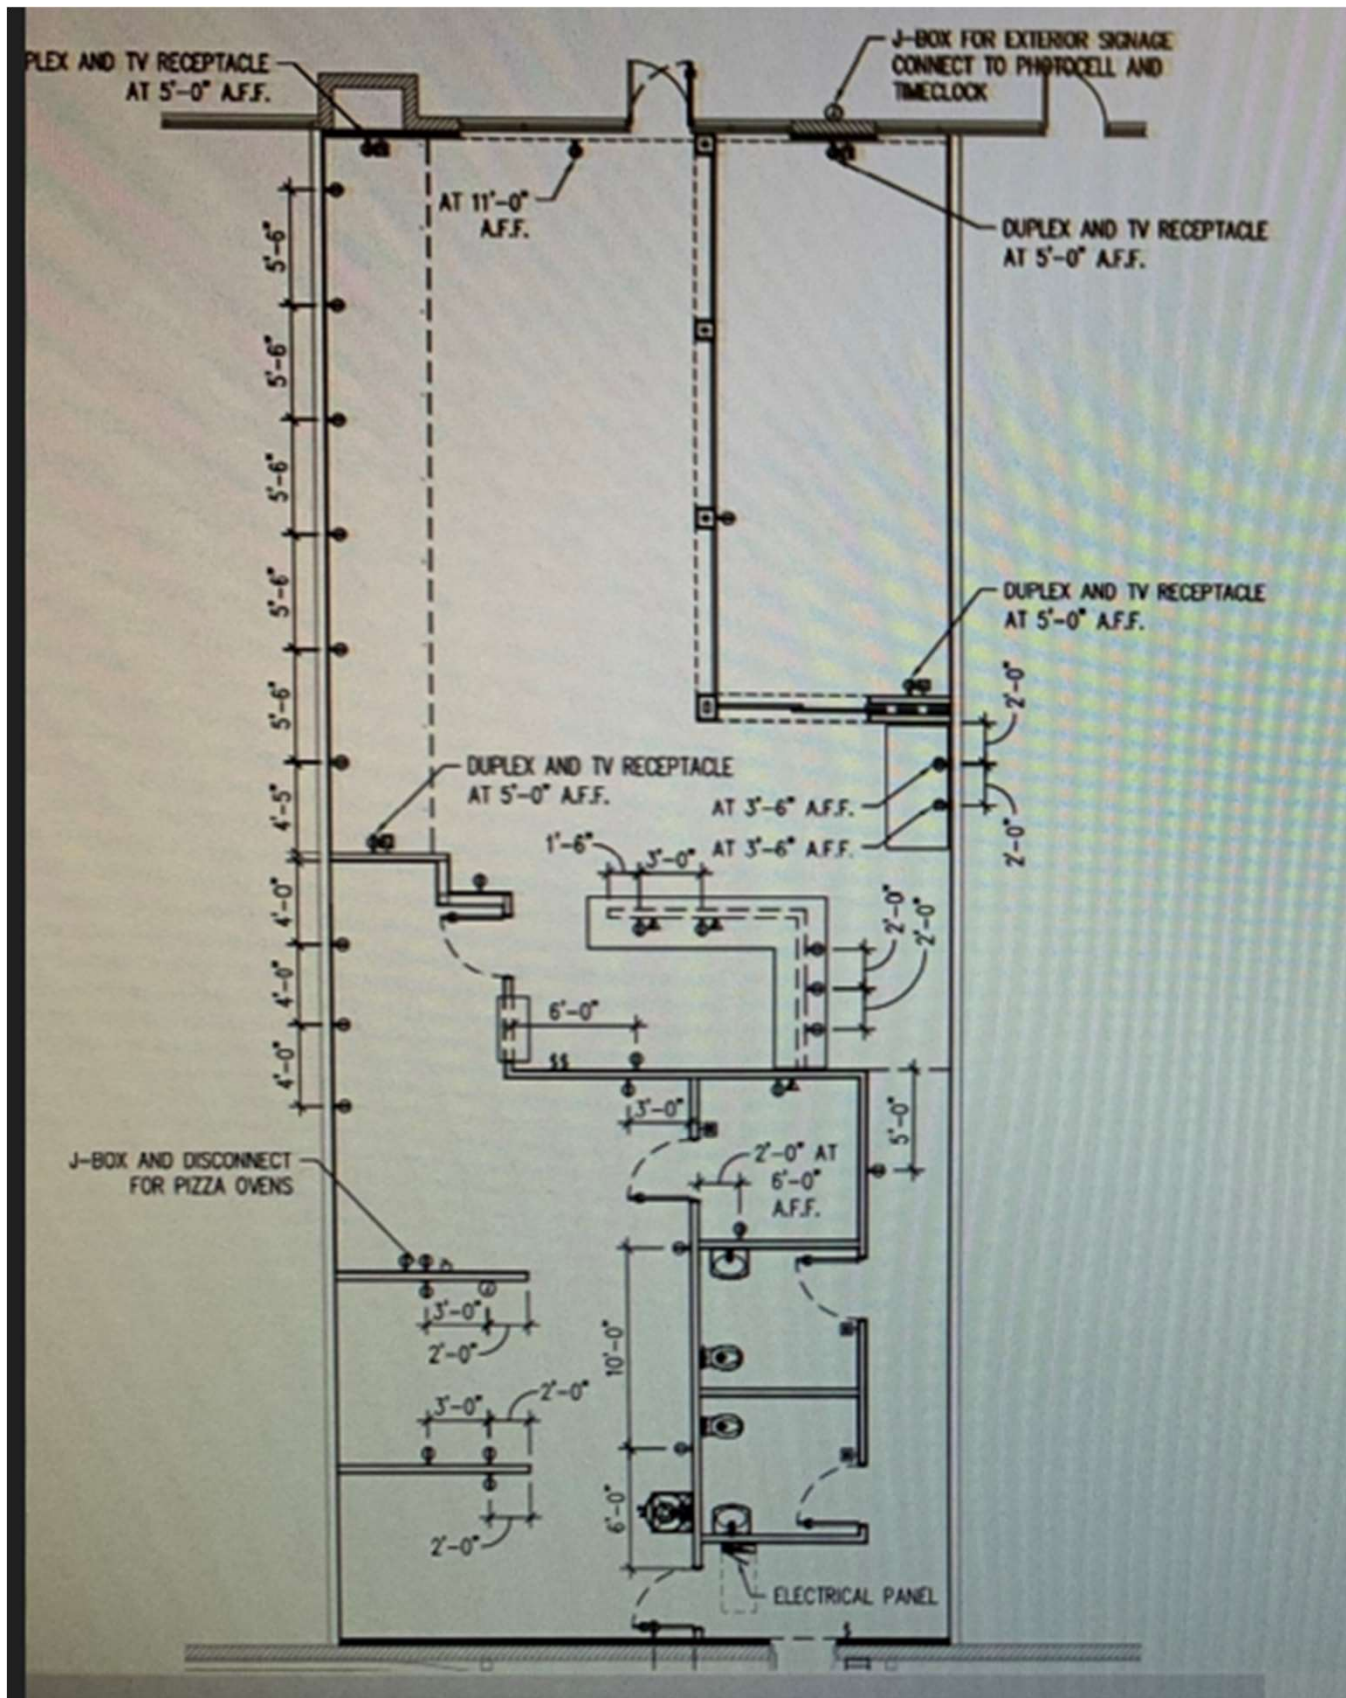 PLEX AND TV RECEPTACLE
AT 5'-0" A.F.F.
J-BOX FOR EXTERIOR SIGNAGE
CONNECT TO PHOTOCELL AND
TIMECLOCK
AT 11'-0"
A.F.F.
DUPLEX AND TV RECEPTACLE
AT 5'-0" A.F.F.
5'-6"
5'-6"
5'-6"
5'-6"
5'-6"
4'-5"
4'-0"
4'-0"
4'-0"
DUPLEX AND TV RECEPTACLE
AT 5'-0" A.F.F.
2'-0"
2'-0"
DUPLEX AND TV RECEPTACLE
AT 5'-0" A.F.F.
AT 3'-6" A.F.F.
AT 3'-6" A.F.F.
1'-6"
3'-0"
2'-0"
2'-0"
6'-0"
3'-0"
5'-0"
2'-0" AT
6'-0"
A.F.F.
J-BOX AND DISCONNECT
FOR PIZZA OVENS
3'-0"
2'-0"
10'-0"
3'-0"
2'-0"
6'-0"
2'-0"
ELECTRICAL PANEL